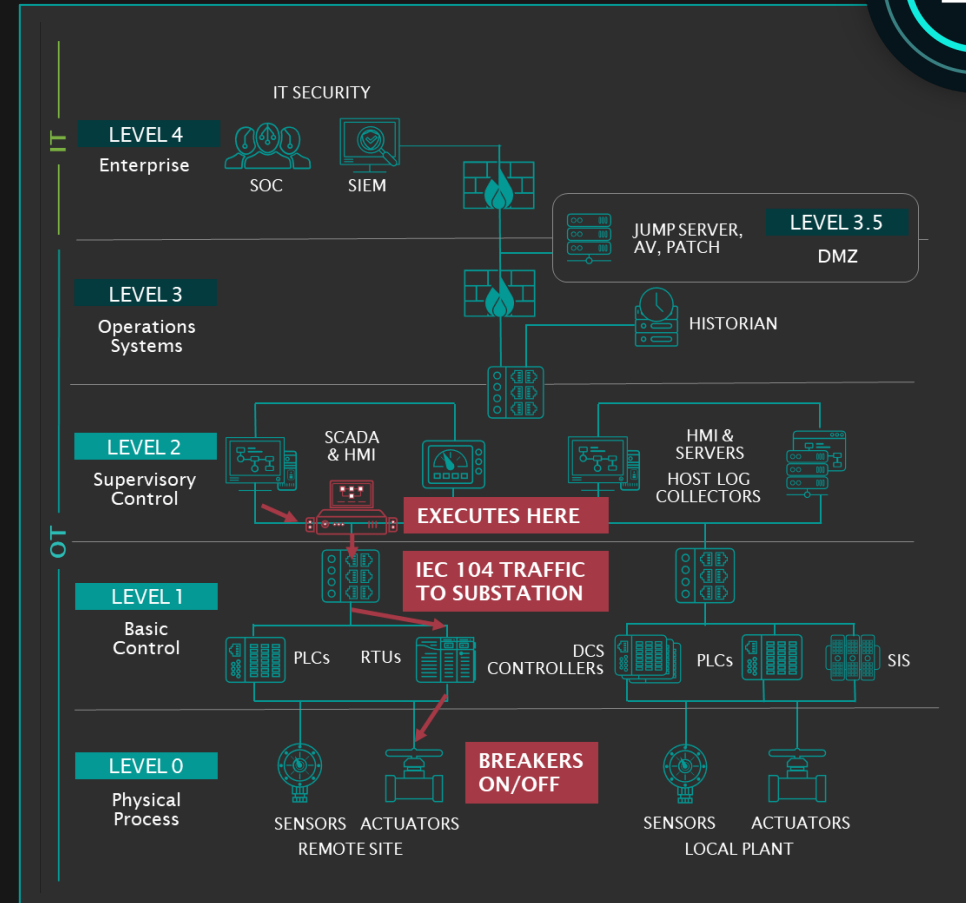 IT SECURITY
IT
LEVEL 4
Enterprise
SOC
SIEM
JUMP SERVER,
AV, PATCH
LEVEL 3.5
DMZ
OT
LEVEL 3
Operations
Systems
HISTORIAN
LEVEL 2
Supervisory
Control
SCADA
& HMI
HMI &
SERVERS
HOST LOG
COLLECTORS
EXECUTES HERE
IEC 104 TRAFFIC
TO SUBSTATION
LEVEL 1
Basic
Control
PLCs
RTUs
DCS
CONTROLLERs
PLCs
SIS
LEVEL 0
Physical
Process
BREAKERS
ON/OFF
SENSORS
ACTUATORS
REMOTE SITE
SENSORS
ACTUATORS
LOCAL PLANT